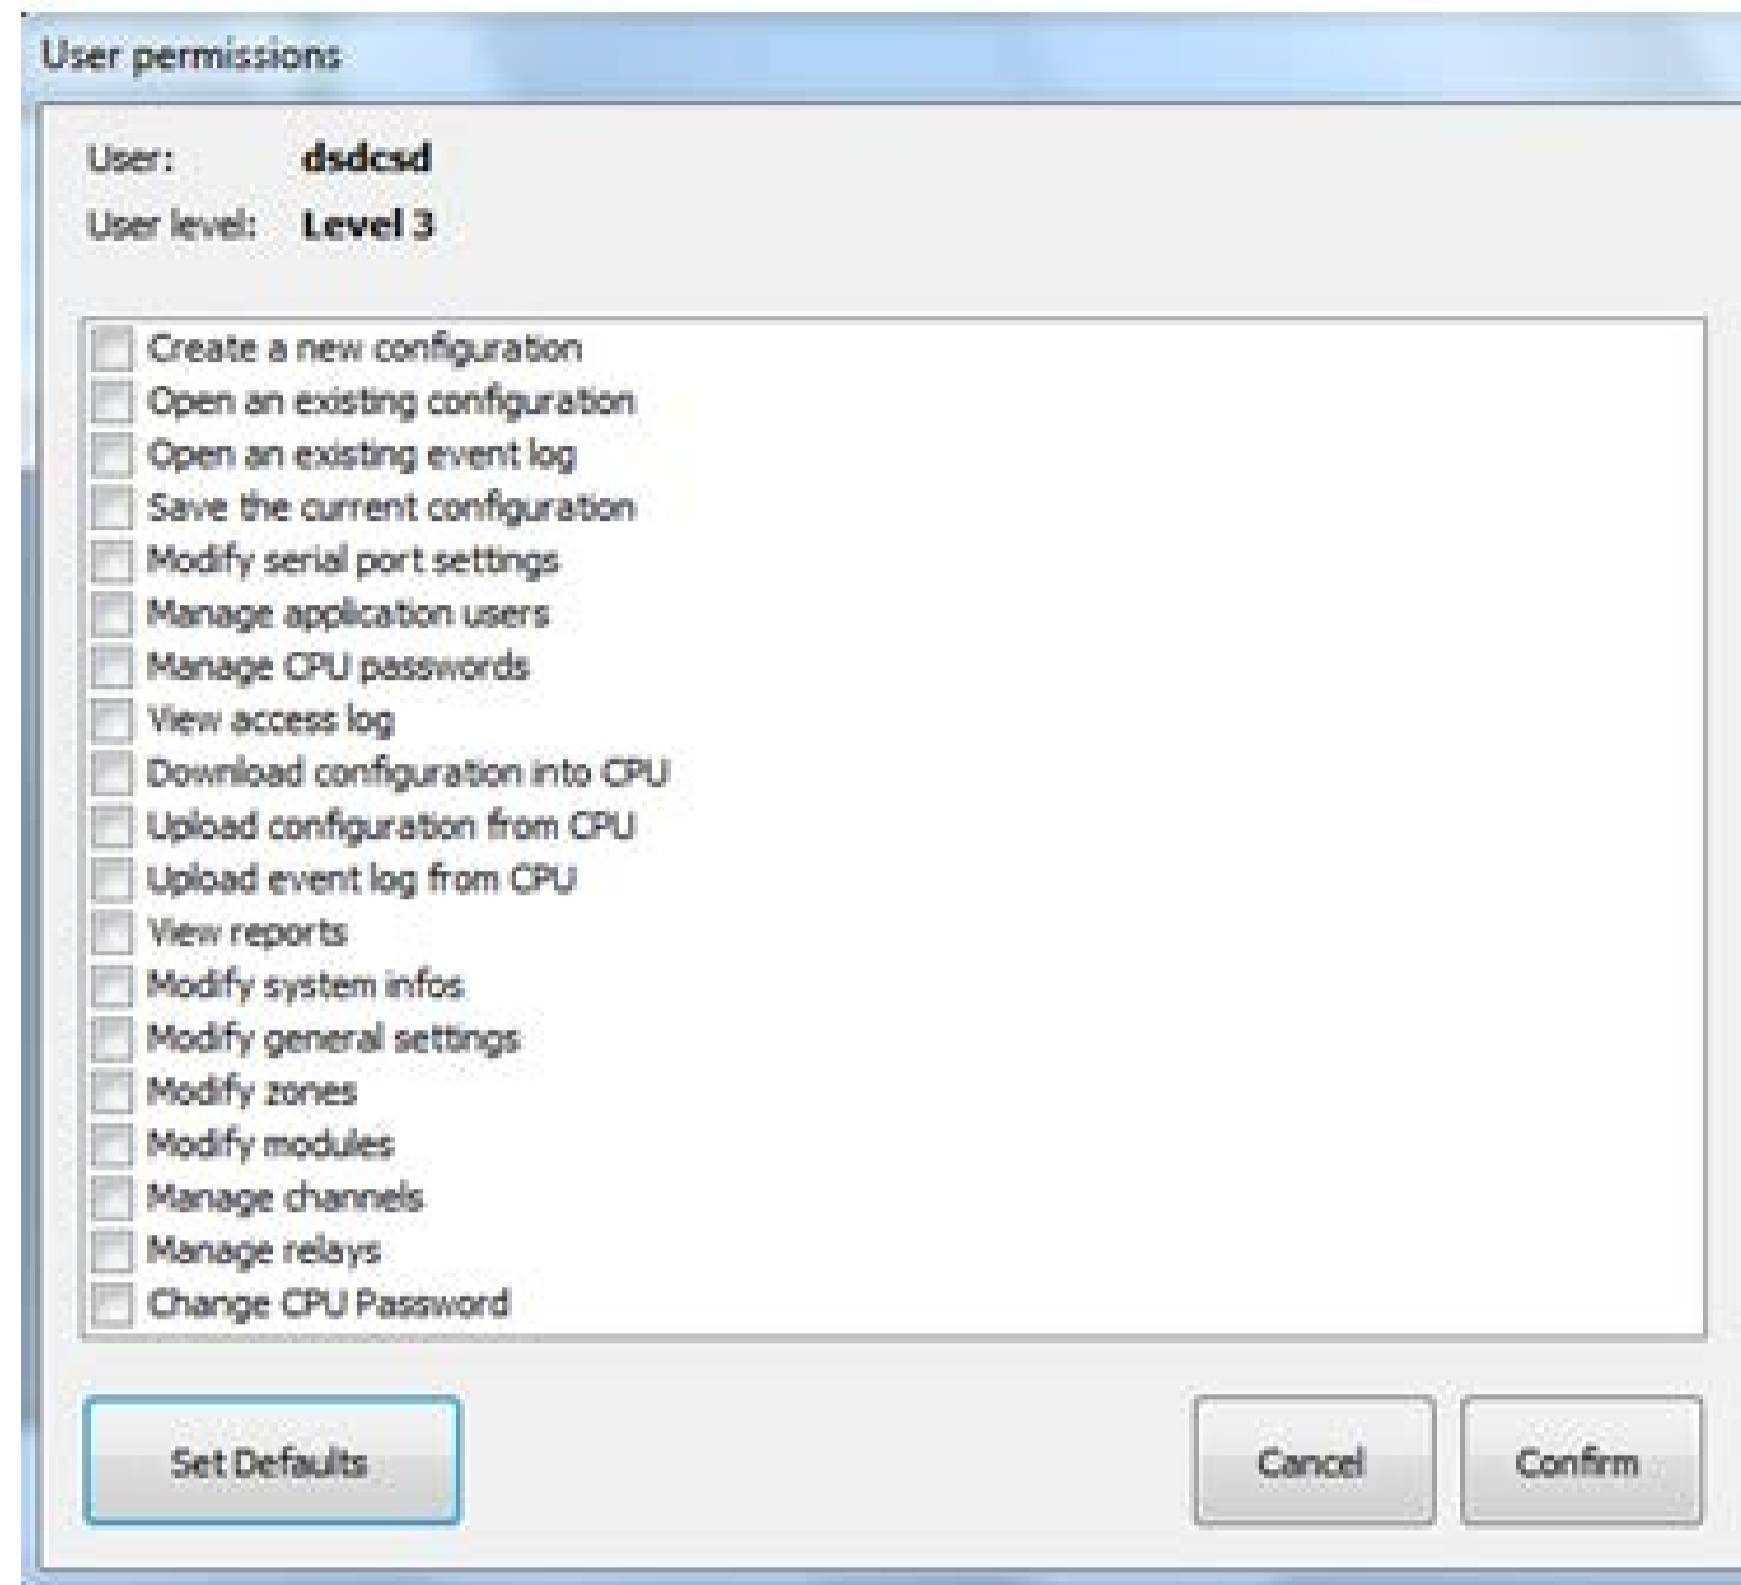 User permissions
User: dsdcsd
User level: Level 3
Create a new configuration
Open an existing configuration
Open an existing event log
Save the current configuration
Modify serial port settings
Manage application users
Manage CPU passwords
View access log
Download configuration into CPU
Upload configuration from CPU
Upload event log from CPU
View reports
Modify system infos
Modify general settings
Modify zones
Modify modules
Manage channels
Manage relays
Change CPU Password
Set Defaults Cancel Confirm